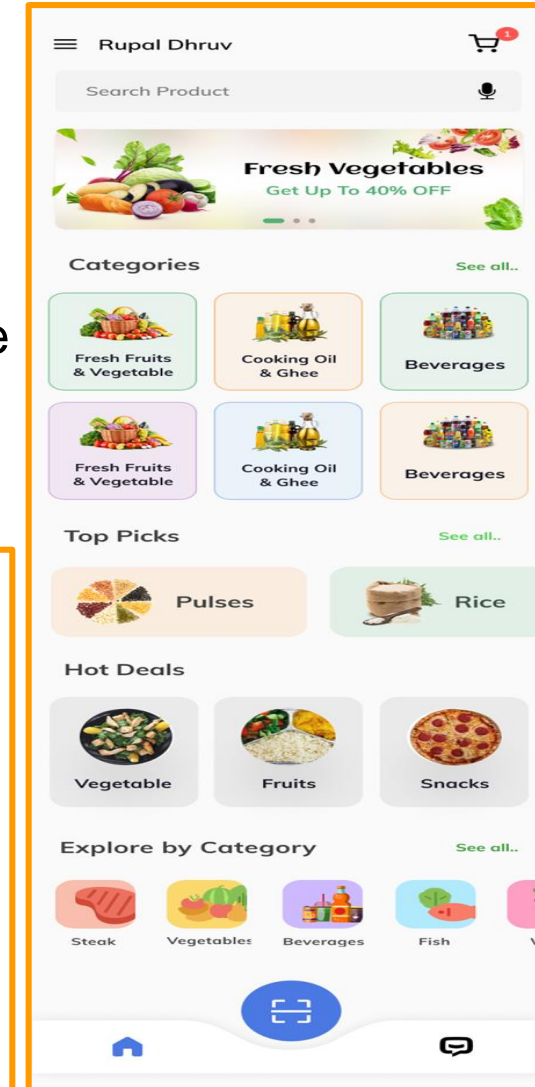 Rupal Dhruv
1
Search Product
Fresh Vegetables
Get Up To 40% OFF
Categories
See all..
Fresh Fruits
& Vegetable
Cooking Oil
& Ghee
Beverages
Fresh Fruits
& Vegetable
Cooking Oil
& Ghee
Beverages
Top Picks
See all..
Pulses
Rice
Hot Deals
Vegetable
Fruits
Snacks
Explore by Category
See all..
Steak
Vegetables
Beverages
Fish
e